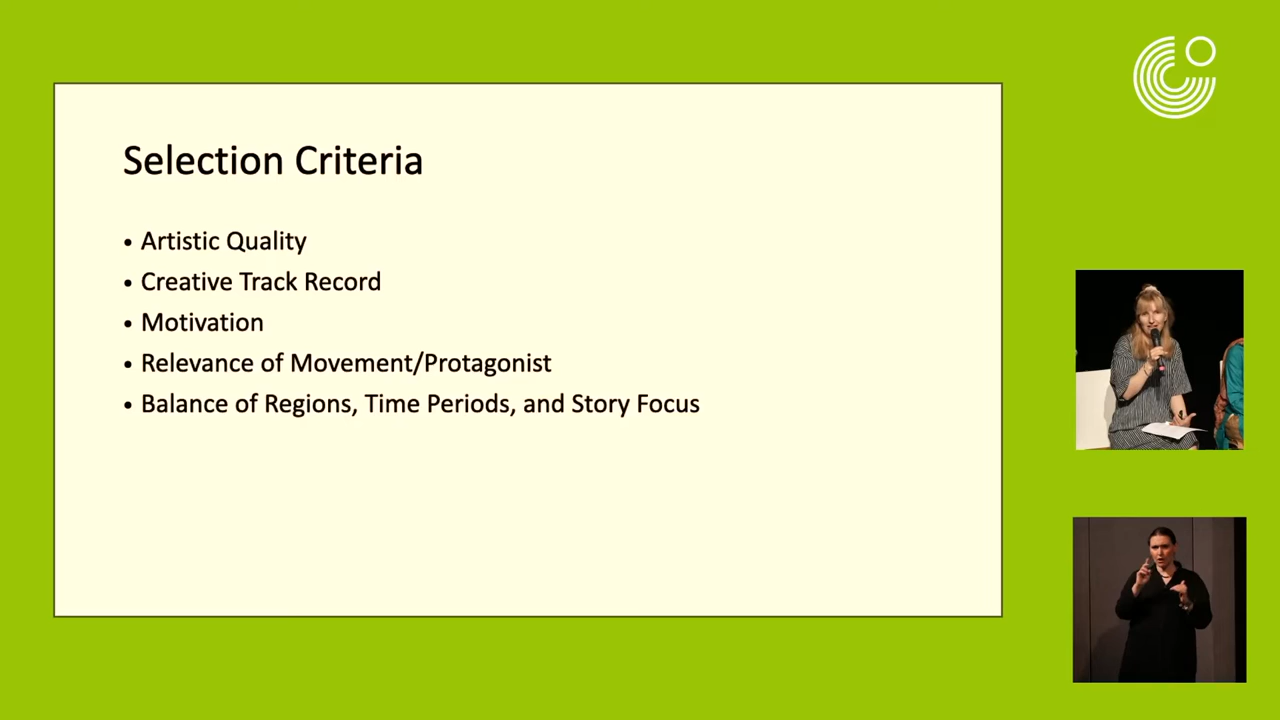 Selection Criteria
• Artistic Quality
• Creative Track Record
• Motivation
• Relevance of Movement/Protagonist
• Balance of Regions, Time Periods, and Story Focus